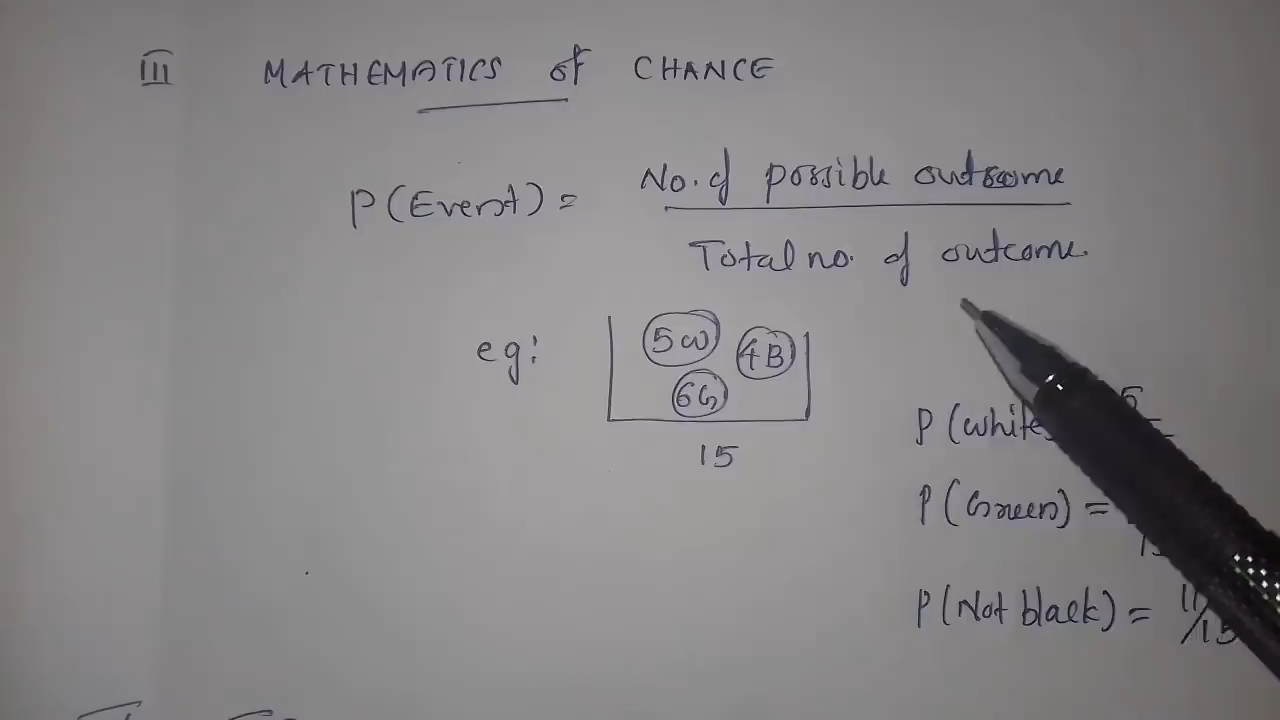 III MATHEMATICS of CHANCE
P(Event) = No. of possible outcome
Total no. of outcome.
eg: 5W 4B
6G
15
P(White
P(Green) =
P(Not black) = 11/15